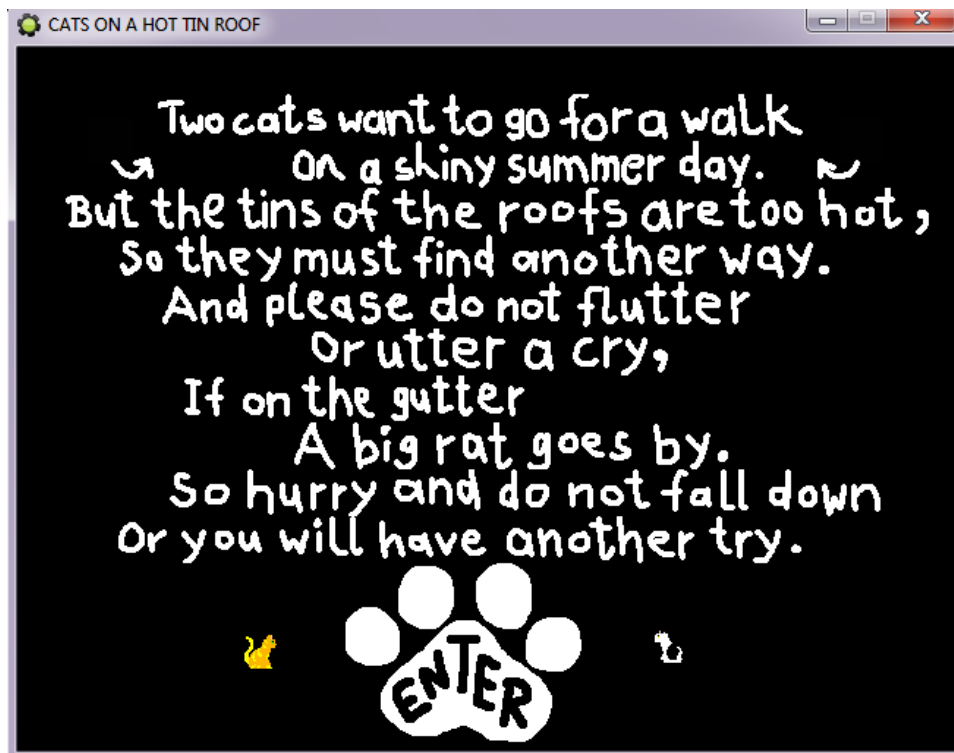 CATS ON A HOT TIN ROOF
Two cats want to go for a walk
On a shiny summer day.
But the tins of the roofs are too hot,
So they must find another way.
And please do not flutter
Or utter a cry,
If on the gutter
A big rat goes by.
So hurry and do not fall down
Or you will have another try.
ENTER